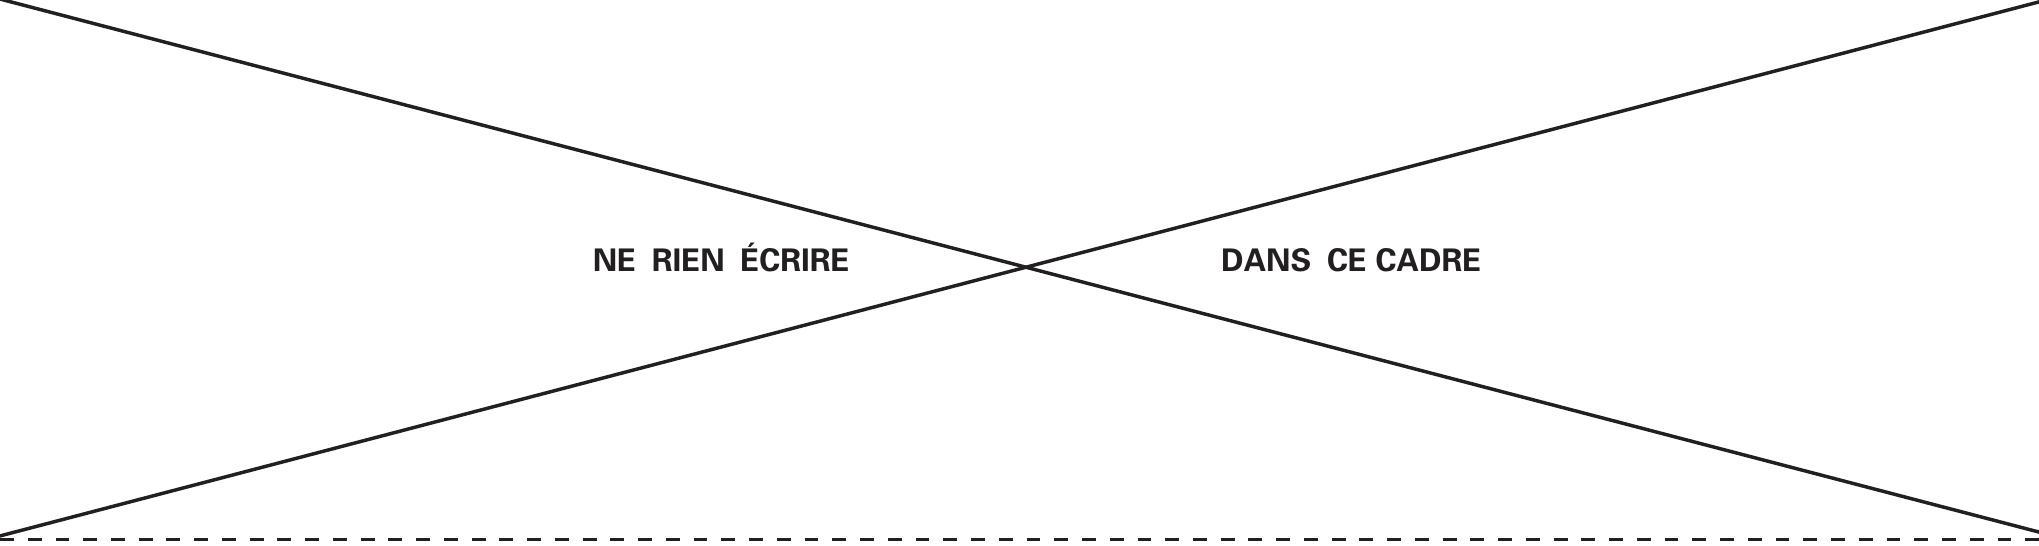 NE RIEN ÉCRIRE DANS CE CADRE